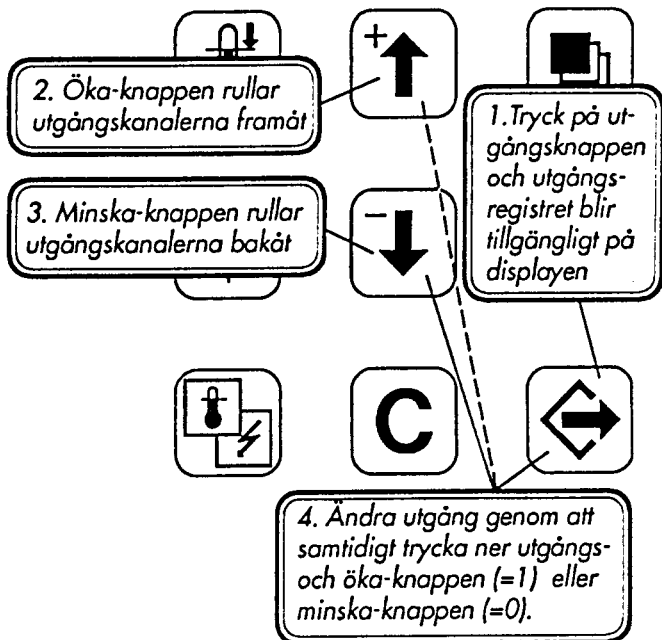 2. Öka-knappen rullar
utgångskanalerna framåt
1.Tryck på ut-
gångsknappen
och utgångs-
registret blir
tillgängligt på
displayen
3. Minska-knappen rullar
utgångskanalerna bakåt
C
4. Ändra utgång genom att
samtidigt trycka ner utgångs-
och öka-knappen (=1) eller
minska-knappen (=0).